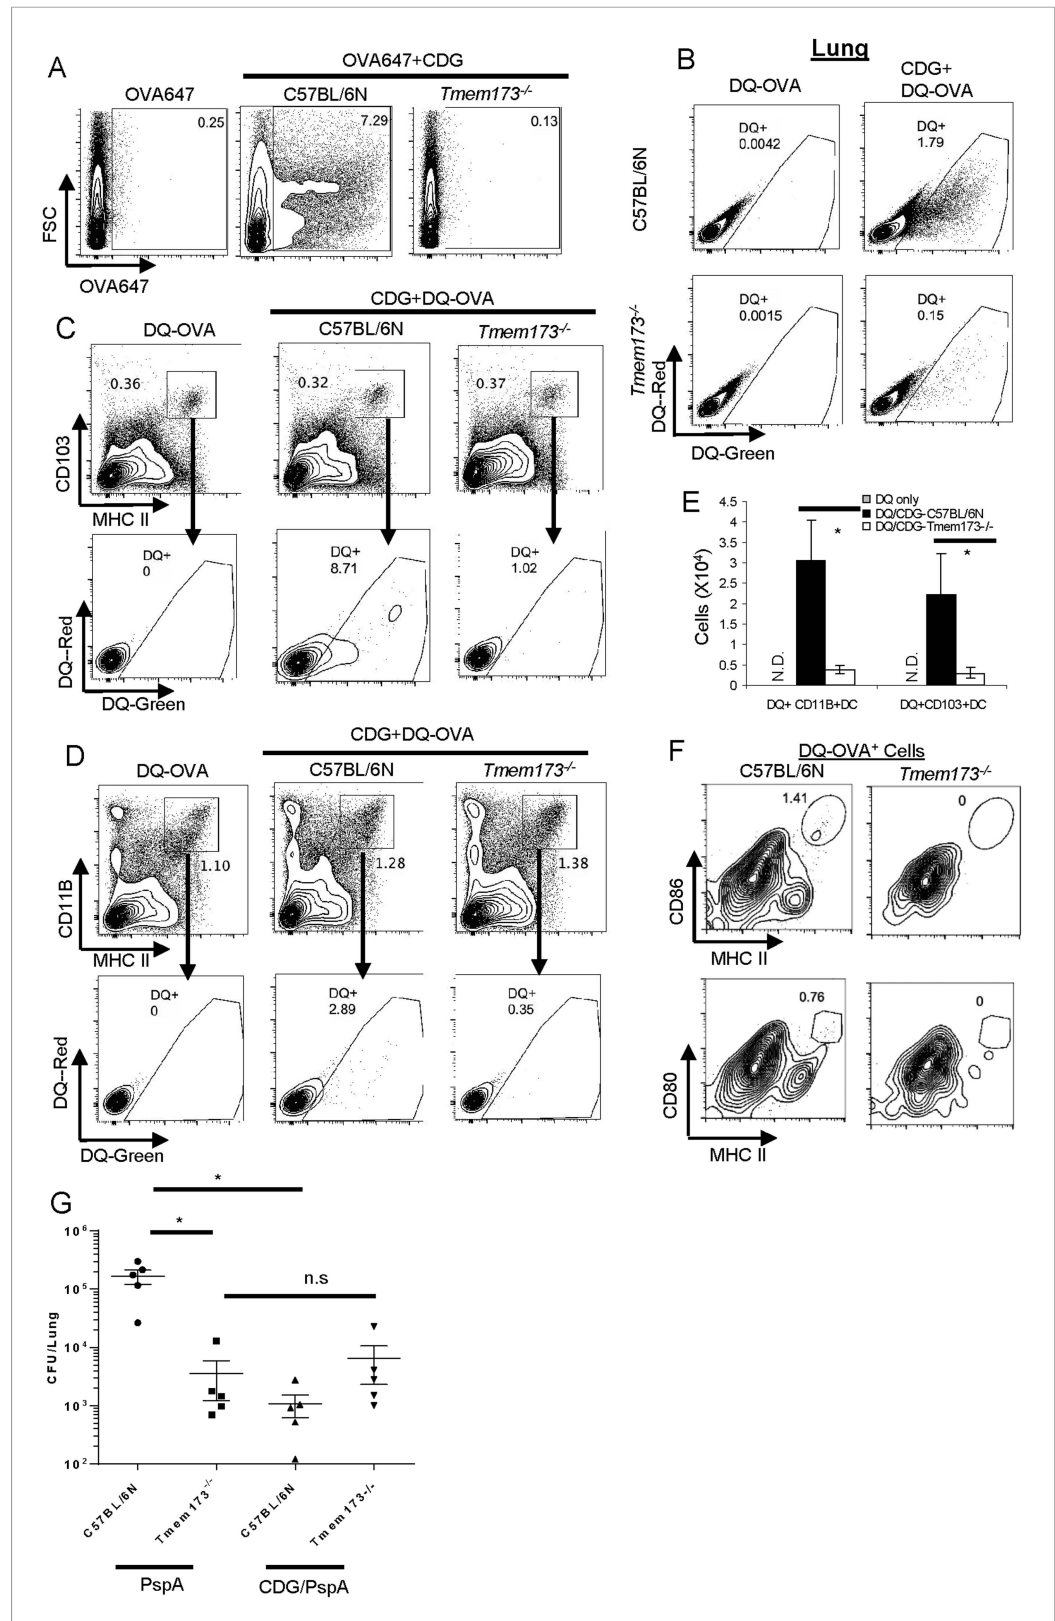 A
OVA647+CDG
OVA647
C57BL/6N
Tmem173-/-
0.25
7.29
0.13
FSC
OVA647
B
Lung
DQ-OVA
CDG+
DQ-OVA
C57BL/6N
DQ+
0.0042
DQ+
1.79
Tmem173-/-
DQ+
0.0015
DQ+
0.15
DQ--Red
DQ-Green
C
CDG+DQ-OVA
DQ-OVA
C57BL/6N
Tmem173-/-
0.36
0.32
0.37
CD103
MHC II
DQ+
0
DQ+
8.71
DQ+
1.02
DQ--Red
DQ-Green
D
CDG+DQ-OVA
DQ-OVA
C57BL/6N
Tmem173-/-
1.10
1.28
1.38
CD11B
MHC II
DQ+
0
DQ+
2.89
DQ+
0.35
DQ--Red
DQ-Green
E
4.5
4
3.5
3
2.5
2
1.5
1
0.5
0
Cells (X10⁴)
DQ only
DQ/CDG-C57BL/6N
DQ/CDG-Tmem173-/-
*
*
N.D.
N.D.
DQ+ CD11B+DC
DQ+CD103+DC
F
DQ-OVA+ Cells
C57BL/6N
Tmem173-/-
1.41
0
CD86
MHC II
0.76
0
CD80
MHC II
G
*
*
n.s
10⁶
10⁵
10⁴
10³
10²
CFU/Lung
C57BL/6N
Tmem173-/-
C57BL/6N
Tmem173-/-
PspA
CDG/PspA